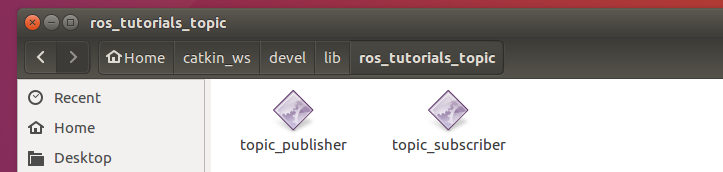 ros_tutorials_topic
Home catkin_ws devel lib ros_tutorials_topic
Recent
Home
Desktop
topic_publisher topic_subscriber